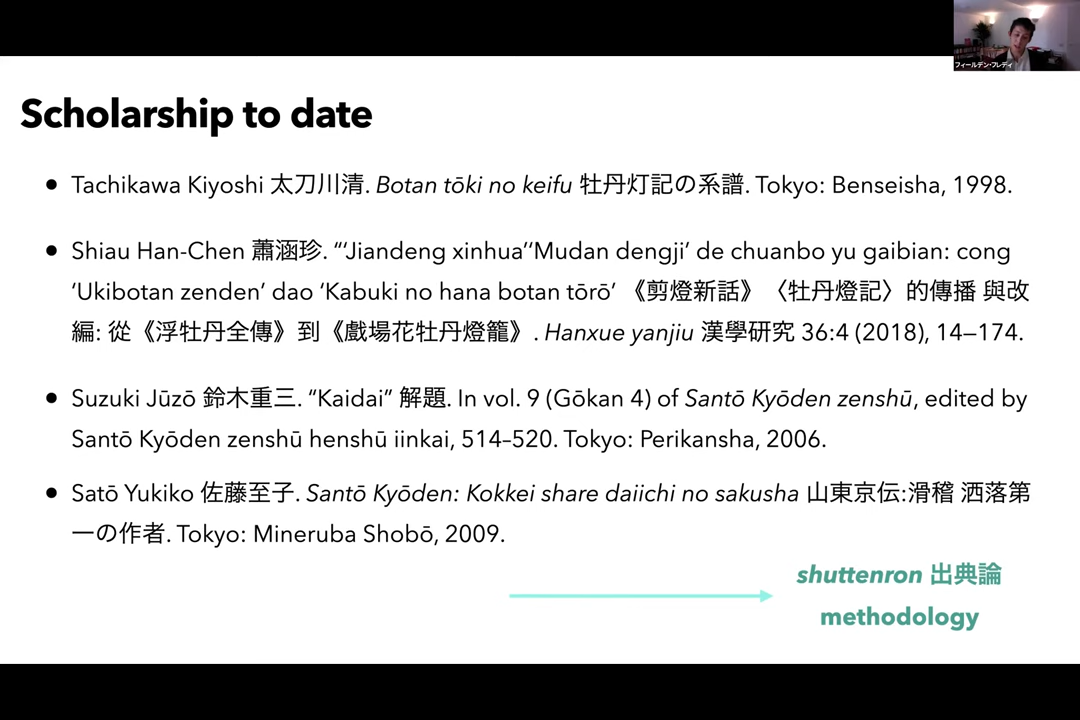 フィールデン・フレディ
Scholarship to date
• Tachikawa Kiyoshi 太刀川清. Botan tōki no keifu 牡丹灯記の系譜. Tokyo: Benseisha, 1998.
• Shiau Han-Chen 蕭涵珍. “‘Jiandeng xinhua’‘Mudan dengji’ de chuanbo yu gaibian: cong
‘Ukibotan zenden’ dao ‘Kabuki no hana botan tōrō’ 《剪燈新話》〈牡丹燈記〉的傳播 與改
編: 從《浮牡丹全傳》到《戲場花牡丹燈籠》. Hanxue yanjiu 漢學研究 36:4 (2018), 14–174.
• Suzuki Jūzō 鈴木重三. “Kaidai” 解題. In vol. 9 (Gōkan 4) of Santō Kyōden zenshū, edited by
Santō Kyōden zenshū henshū iinkai, 514–520. Tokyo: Perikansha, 2006.
• Satō Yukiko 佐藤至子. Santō Kyōden: Kokkei share daiichi no sakusha 山東京伝:滑稽 洒落第
一の作者. Tokyo: Mineruba Shobō, 2009.
shuttenron 出典論
methodology